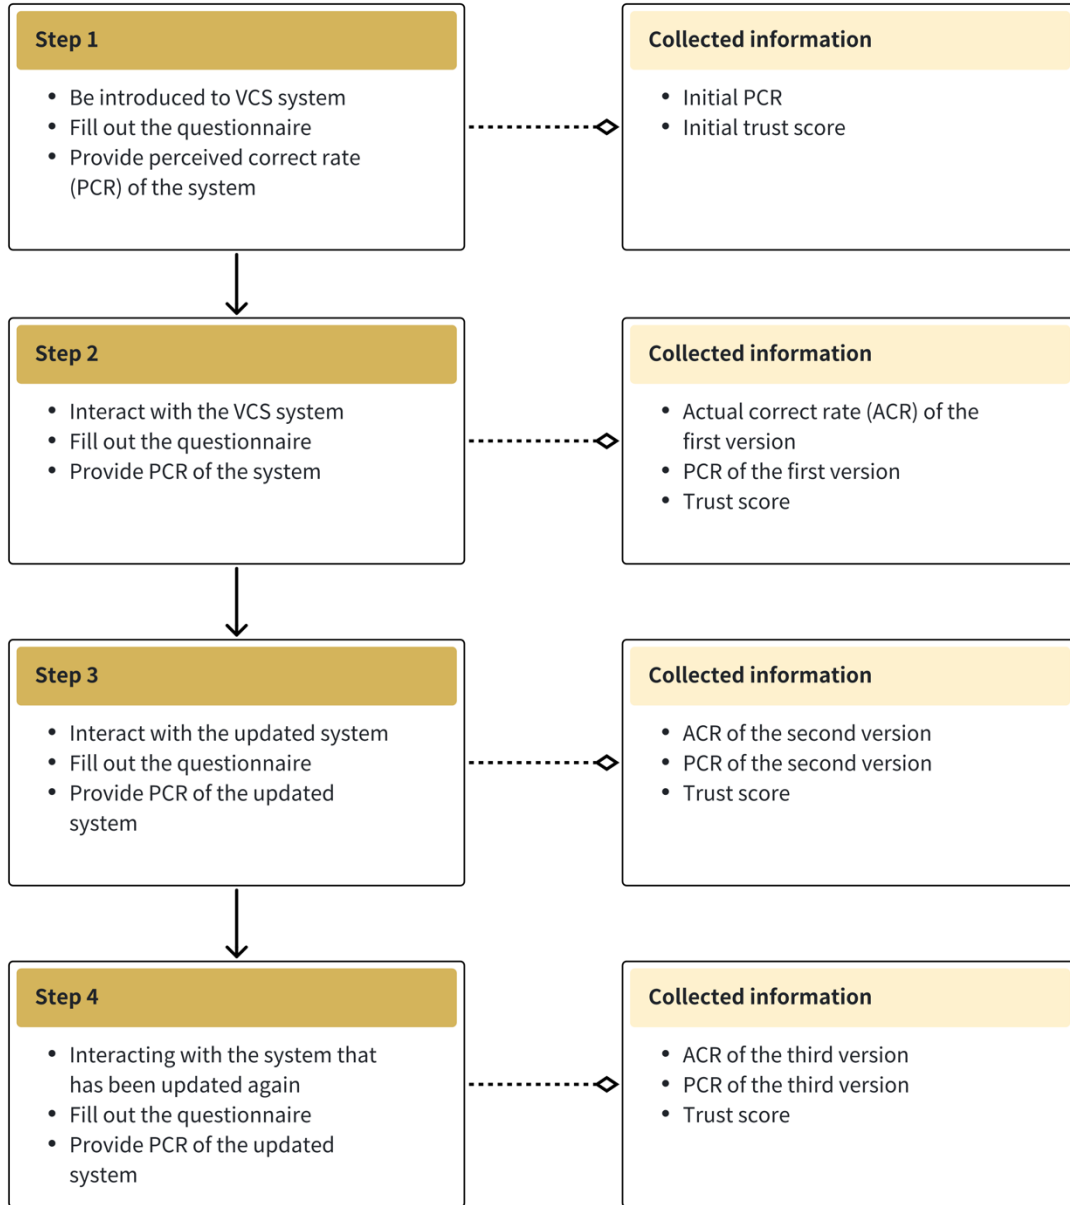 Step 1
• Be introduced to VCS system
• Fill out the questionnaire
• Provide perceived correct rate
(PCR) of the system
Collected information
• Initial PCR
• Initial trust score
Step 2
• Interact with the VCS system
• Fill out the questionnaire
• Provide PCR of the system
Collected information
• Actual correct rate (ACR) of the
first version
• PCR of the first version
• Trust score
Step 3
• Interact with the updated system
• Fill out the questionnaire
• Provide PCR of the updated
system
Collected information
• ACR of the second version
• PCR of the second version
• Trust score
Step 4
• Interacting with the system that
has been updated again
• Fill out the questionnaire
• Provide PCR of the updated
system
Collected information
• ACR of the third version
• PCR of the third version
• Trust score